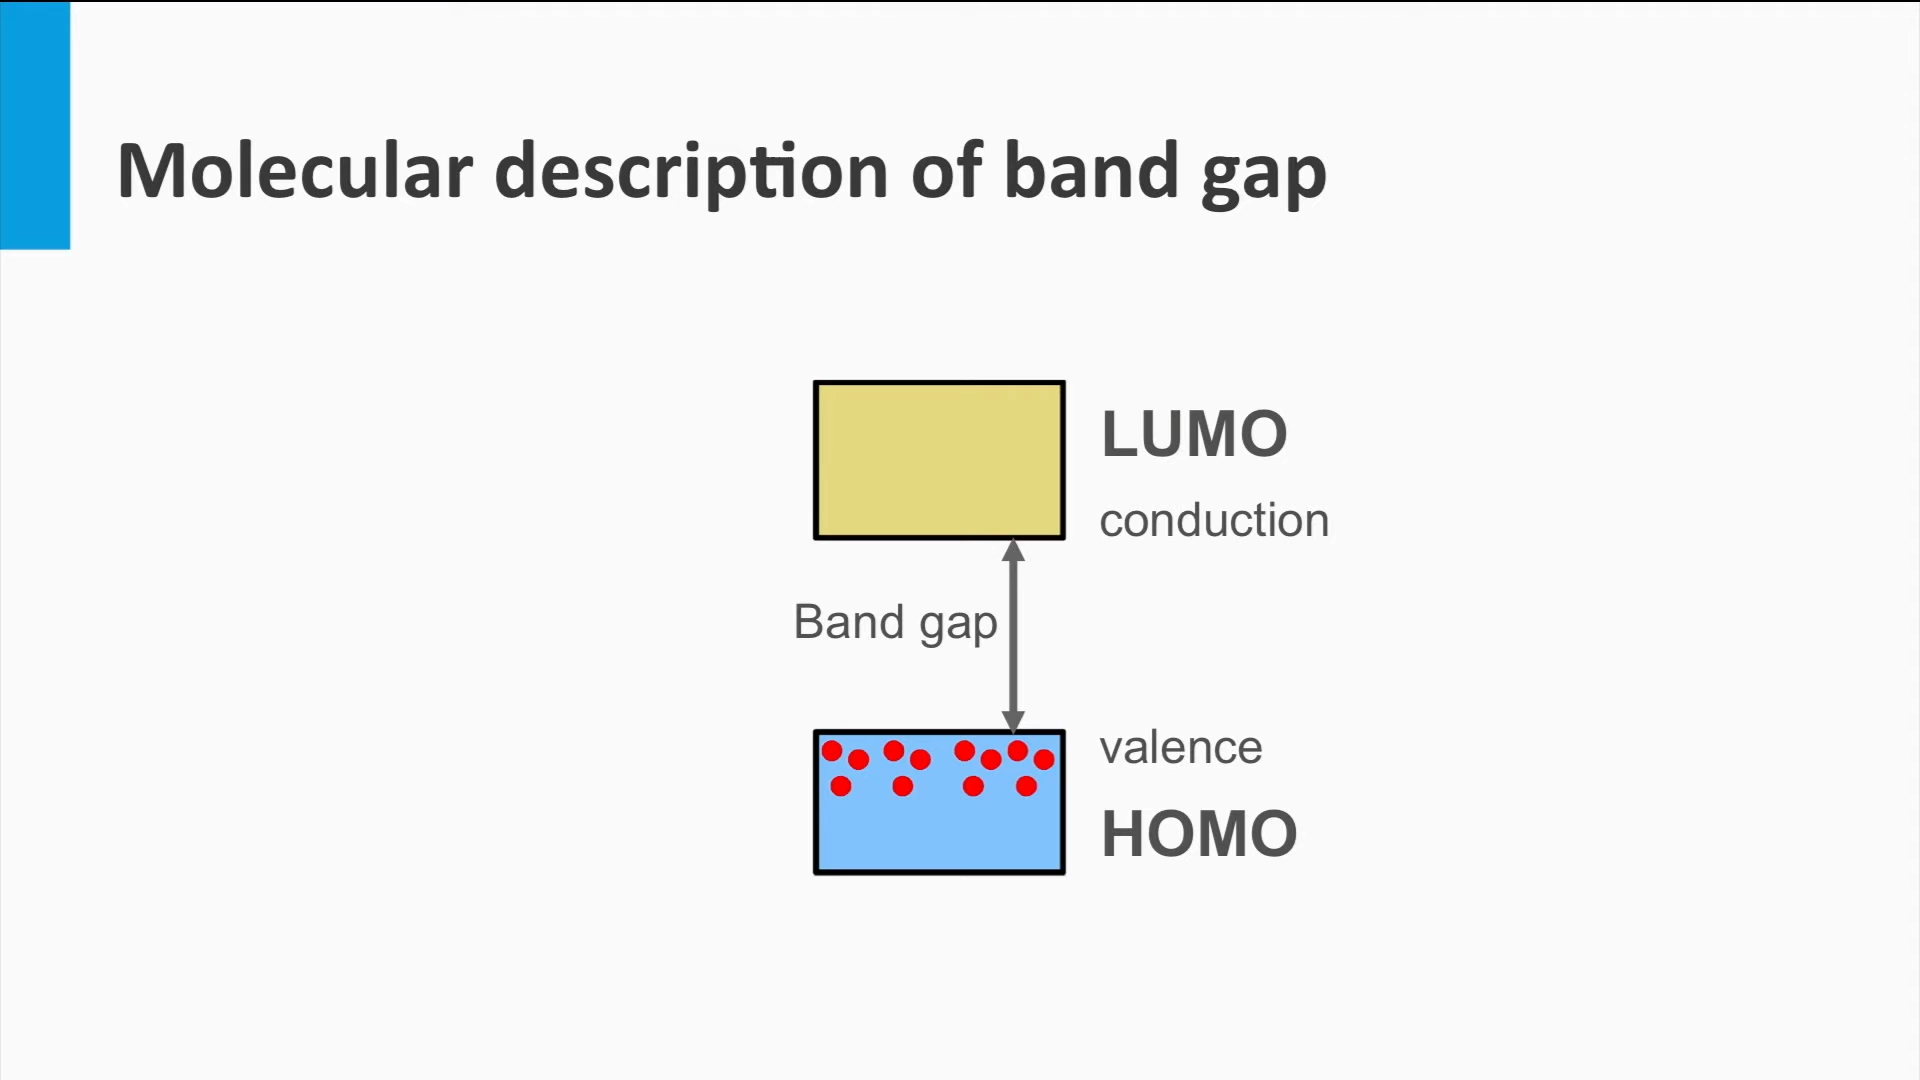 Molecular description of band gap
LUMO
conduction
Band gap
valence
HOMO